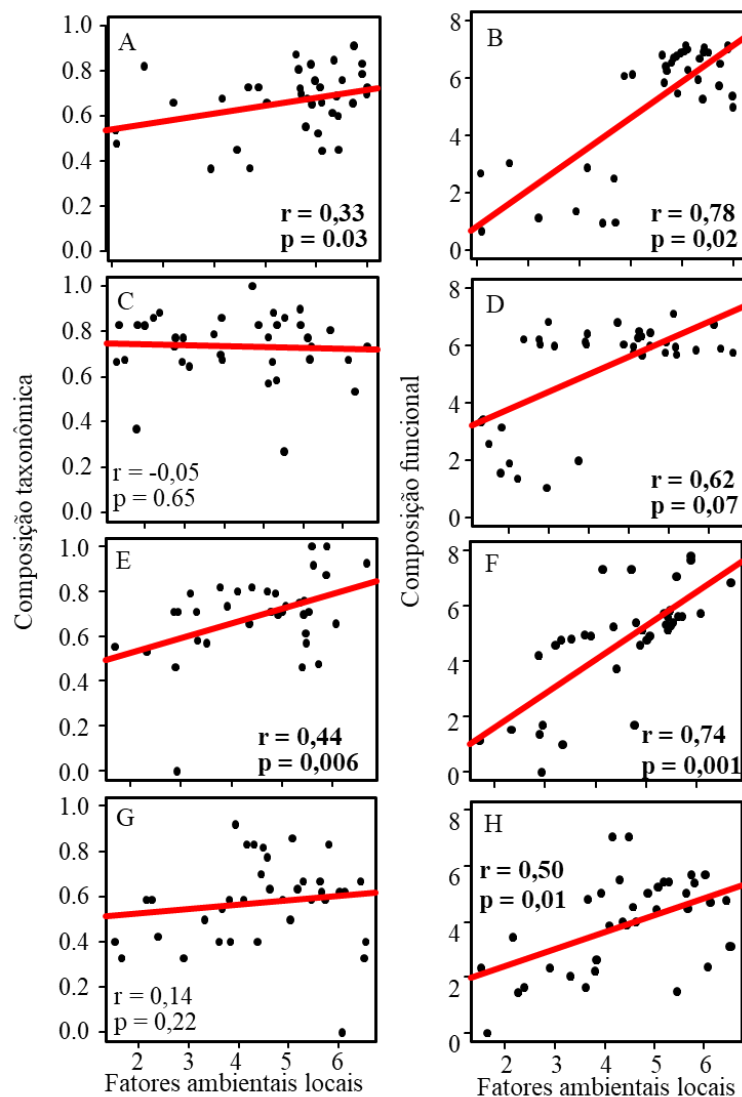 A
1.0
0.8
0.6
0.4
0.2
0.0
r = 0,33
p = 0.03
B
8
6
4
2
0
r = 0,78
p = 0,02
C
1.0
0.8
0.6
0.4
0.2
0.0
r = -0,05
p = 0.65
D
8
6
4
2
0
r = 0,62
p = 0,07
Composição taxonômica
Composição funcional
E
1.0
0.8
0.6
0.4
0.2
0.0
r = 0,44
p = 0,006
F
8
6
4
2
0
r = 0,74
p = 0,001
G
1.0
0.8
0.6
0.4
0.2
0.0
r = 0,14
p = 0,22
2 3 4 5 6
Fatores ambientais locais
H
8
6
4
2
0
r = 0,50
p = 0,01
2 3 4 5 6
Fatores ambientais locais